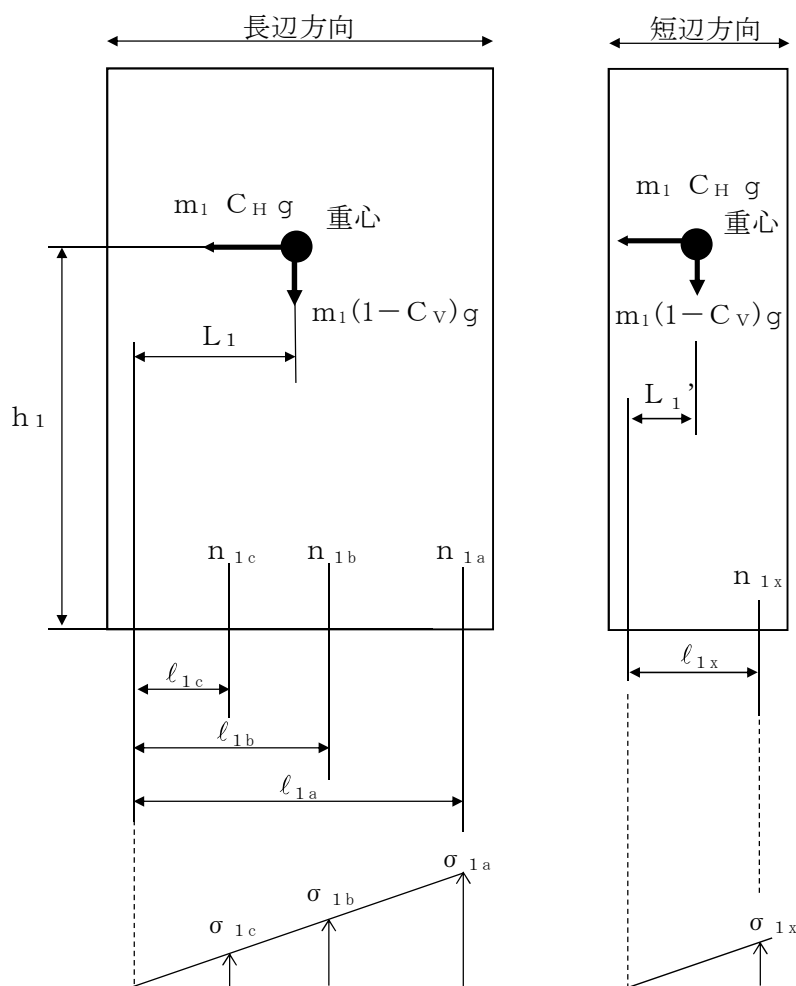 長辺方向
短辺方向
m₁ C_H g
重心
m₁(1－C_V)g
L₁
h₁
n₁c
n₁b
n₁a
ℓ₁c
ℓ₁b
ℓ₁a
σ₁c
σ₁b
σ₁a
m₁ C_H g
重心
m₁(1－C_V)g
L₁’
n₁x
ℓ₁x
σ₁x